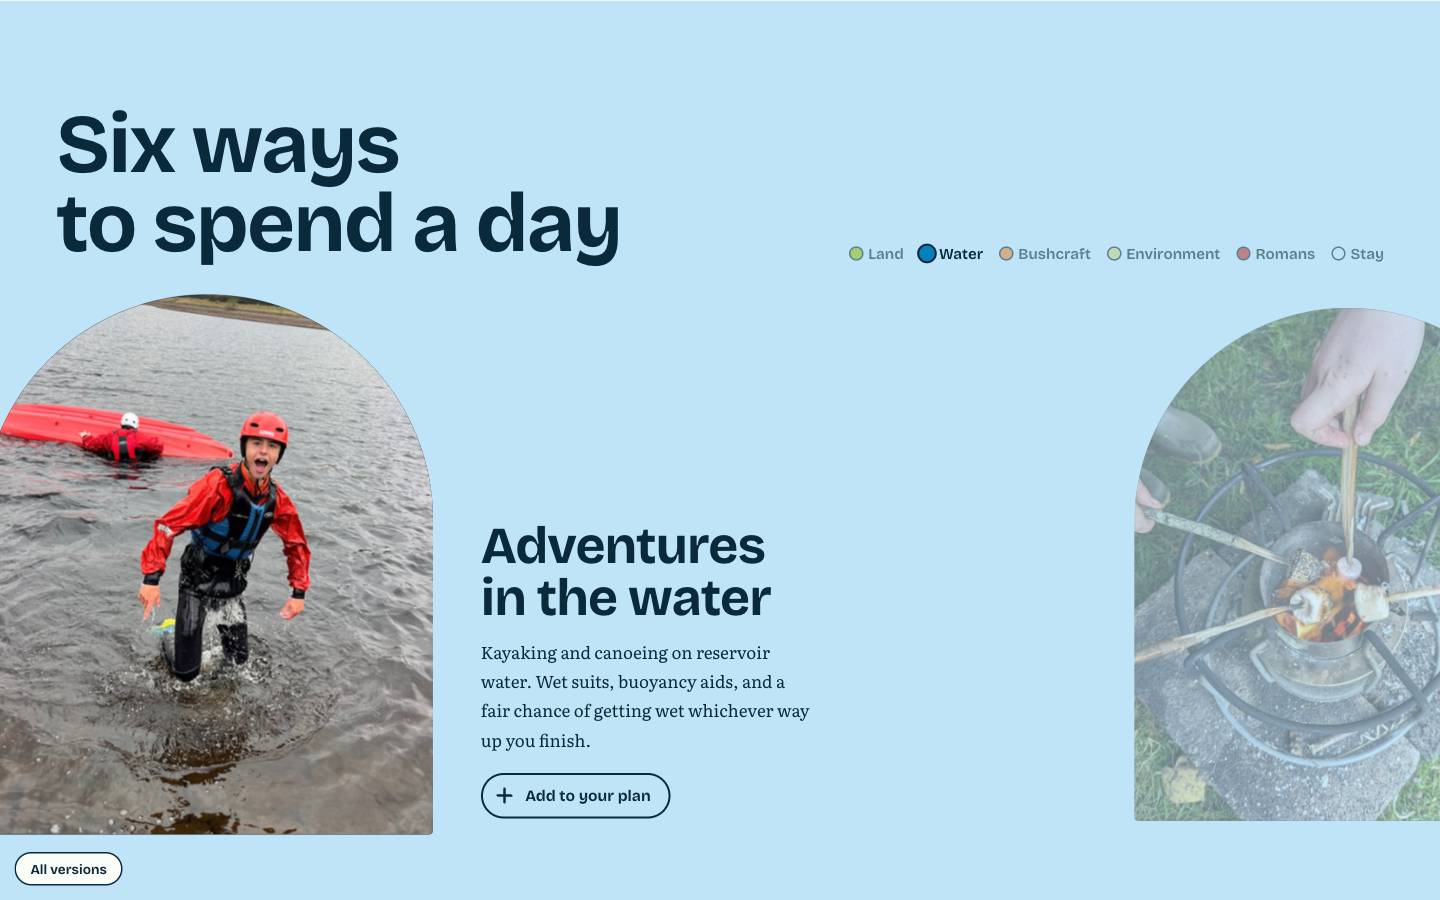 Six ways
to spend a day
Land
Water
Bushcraft
Environment
Romans
Stay
Adventures
in the water
Kayaking and canoeing on reservoir
water. Wet suits, buoyancy aids, and a
fair chance of getting wet whichever way
up you finish.
Add to your plan
All versions